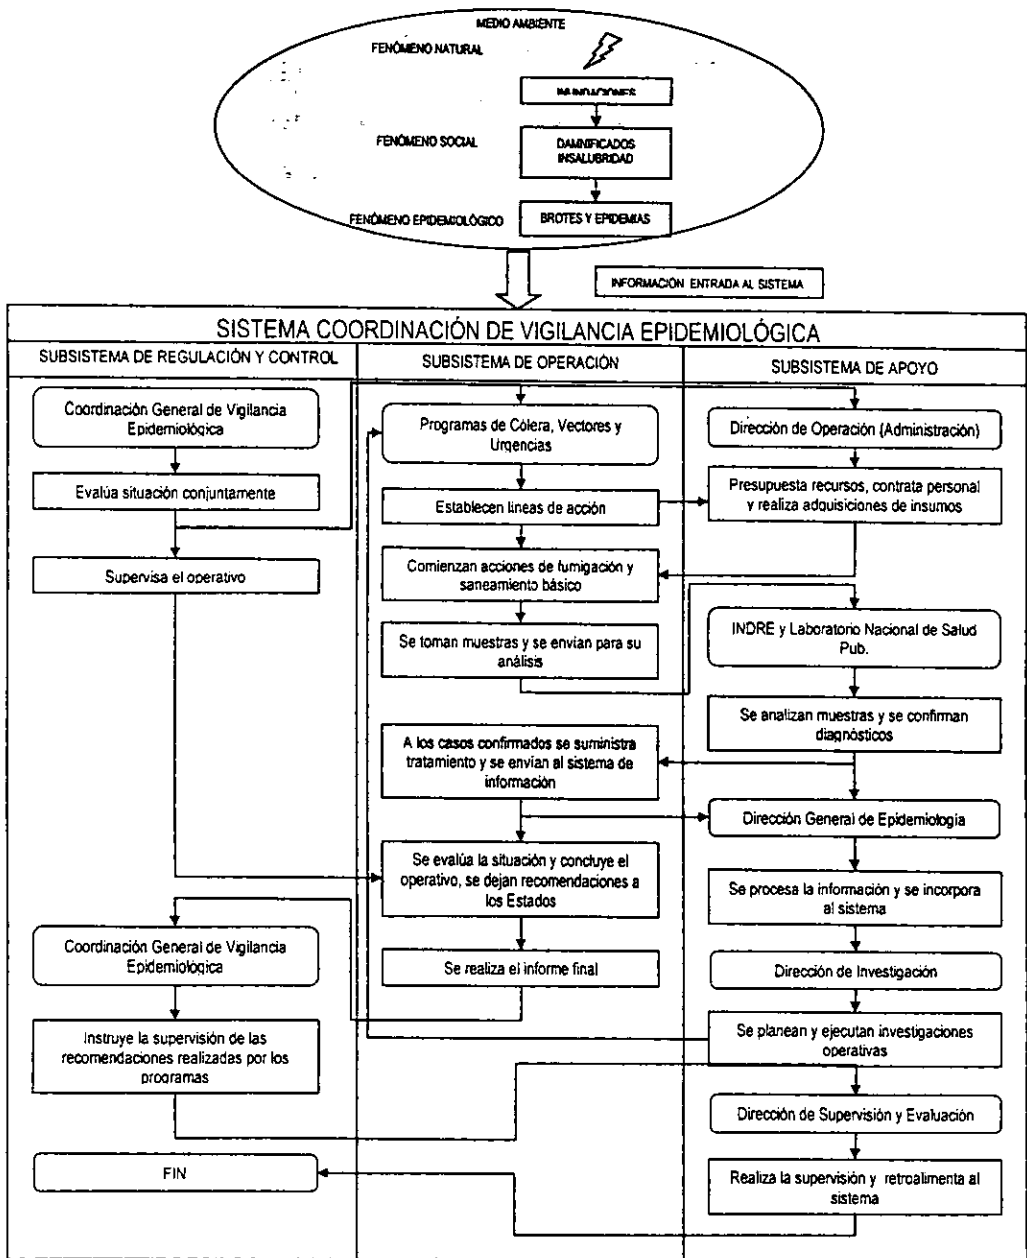 MEDIO AMBIENTE
FENÓMENO NATURAL
INUNDACIONES
FENÓMENO SOCIAL
DAMNIFICADOS
INSALUBRIDAD
FENÓMENO EPIDEMIOLÓGICO
BROTES Y EPIDEMIAS
INFORMACIÓN ENTRADA AL SISTEMA
SISTEMA COORDINACIÓN DE VIGILANCIA EPIDEMIOLÓGICA
SUBSISTEMA DE REGULACIÓN Y CONTROL
Coordinación General de Vigilancia
Epidemiológica
Evalúa situación conjuntamente
Supervisa el operativo
Coordinación General de Vigilancia
Epidemiológica
Instruye la supervisión de las
recomendaciones realizadas por los
programas
FIN
SUBSISTEMA DE OPERACIÓN
Programas de Cólera, Vectores y
Urgencias
Establecen líneas de acción
Comienzan acciones de fumigación y
saneamiento básico
Se toman muestras y se envían para su
análisis
A los casos confirmados se suministra
tratamiento y se envían al sistema de
información
Se evalúa la situación y concluye el
operativo, se dejan recomendaciones a
los Estados
Se realiza el informe final
SUBSISTEMA DE APOYO
Dirección de Operación (Administración)
Presupuesta recursos, contrata personal
y realiza adquisiciones de insumos
INDRE y Laboratorio Nacional de Salud
Pub.
Se analizan muestras y se confirman
diagnósticos
Dirección General de Epidemiología
Se procesa la información y se incorpora
al sistema
Dirección de Investigación
Se planean y ejecutan investigaciones
operativas
Dirección de Supervisión y Evaluación
Realiza la supervisión y retroalimenta al
sistema